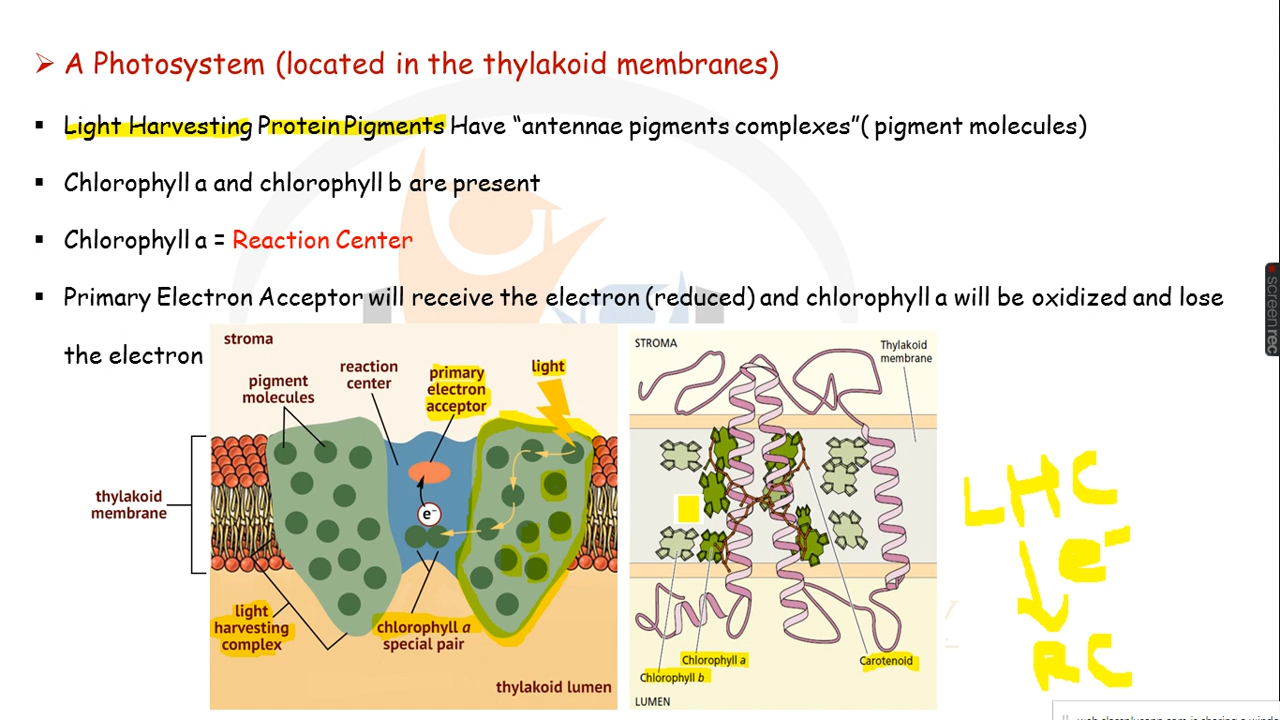 ➢ A Photosystem (located in the thylakoid membranes)
▪ Light Harvesting Protein Pigments Have “antennae pigments complexes”( pigment molecules)
▪ Chlorophyll a and chlorophyll b are present
▪ Chlorophyll a = Reaction Center
▪ Primary Electron Acceptor will receive the electron (reduced) and chlorophyll a will be oxidized and lose
the electron
stroma
pigment
molecules
reaction
center
primary
electron
acceptor
light
thylakoid
membrane
e⁻
light
harvesting
complex
chlorophyll a
special pair
thylakoid lumen
STROMA
Thylakoid
membrane
Chlorophyll a
Chlorophyll b
Carotenoid
LUMEN
LHC
e⁻
RC
screenrec